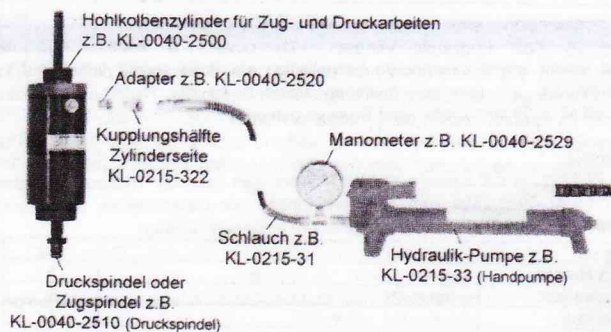 Hohlkolbenzylinder für Zug- und Druckarbeiten
z.B. KL-0040-2500
Adapter z.B. KL-0040-2520
Kupplungshälfte
Zylinderseite
KL-0215-322
Manometer z.B. KL-0040-2529
Schlauch z.B.
KL-0215-31
Hydraulik-Pumpe z.B.
KL-0215-33 (Handpumpe)
Druckspindel oder
Zugspindel z.B.
KL-0040-2510 (Druckspindel)